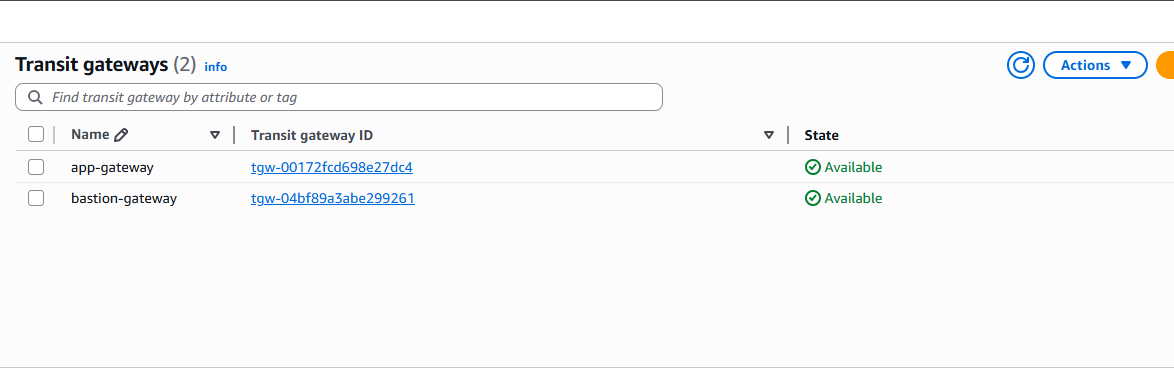 Transit gateways (2) info
Actions
Find transit gateway by attribute or tag
Name Transit gateway ID State
app-gateway tgw-00172fcd698e27dc4 Available
bastion-gateway tgw-04bf89a3abe299261 Available